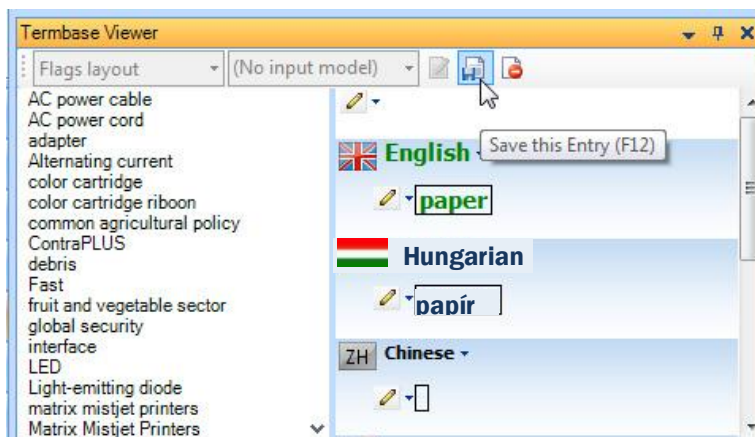 Termbase Viewer
Flags layout (No input model)
Save this Entry (F12)
AC power cable
AC power cord
adapter
Alternating current
color cartridge
color cartridge riboon
common agricultural policy
ContraPLUS
debris
Fast
fruit and vegetable sector
global security
interface
LED
Light-emitting diode
matrix mistjet printers
Matrix Mistjet Printers
English
paper
Hungarian
papír
ZH Chinese